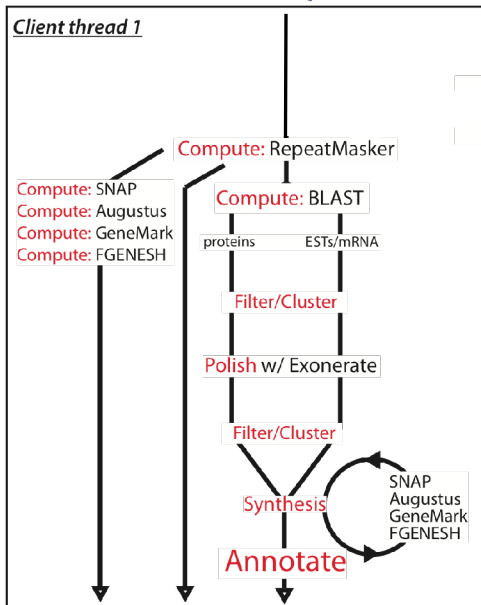 Client thread 1
Compute: RepeatMasker
Compute: SNAP
Compute: Augustus
Compute: GeneMark
Compute: FGENESH
Compute: BLAST
proteins
ESTs/mRNA
Filter/Cluster
Polish w/ Exonerate
Filter/Cluster
Synthesis
SNAP
Augustus
GeneMark
FGENESH
Annotate